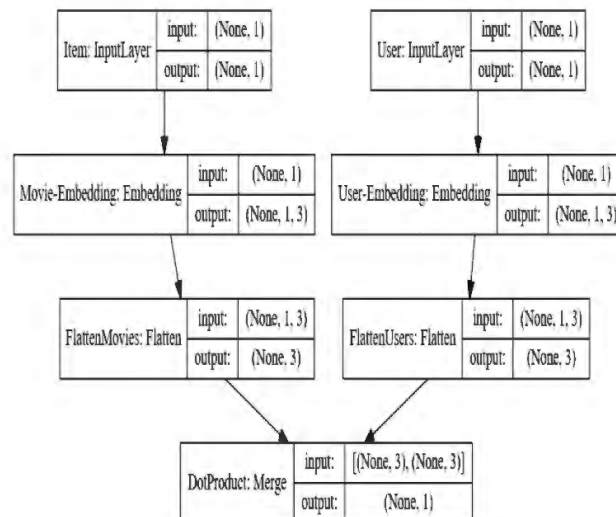 Item: InputLayer input: (None, 1)
output: (None, 1)
User: InputLayer input: (None, 1)
output: (None, 1)
Movie-Embedding: Embedding input: (None, 1)
output: (None, 1, 3)
User-Embedding: Embedding input: (None, 1)
output: (None, 1, 3)
FlattenMovies: Flatten input: (None, 1, 3)
output: (None, 3)
FlattenUsers: Flatten input: (None, 1, 3)
output: (None, 3)
DotProduct: Merge input: [(None, 3), (None, 3)]
output: (None, 1)